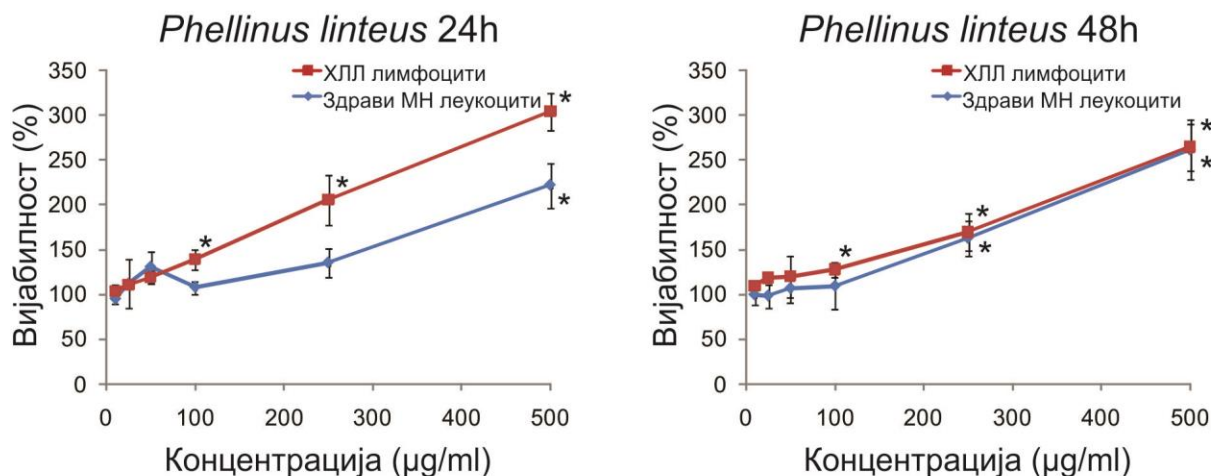 Phellinus linteus 24h
350
300
250
200
150
100
50
0
ХЛЛ лимфоцити
Здрави МН леукоцити
*
*
*
*
Вијабилност (%)
0 100 200 300 400 500
Концентрација (µg/ml)
Phellinus linteus 48h
350
300
250
200
150
100
50
0
ХЛЛ лимфоцити
Здрави МН леукоцити
*
*
*
*
*
Вијабилност (%)
0 100 200 300 400 500
Концентрација (µg/ml)